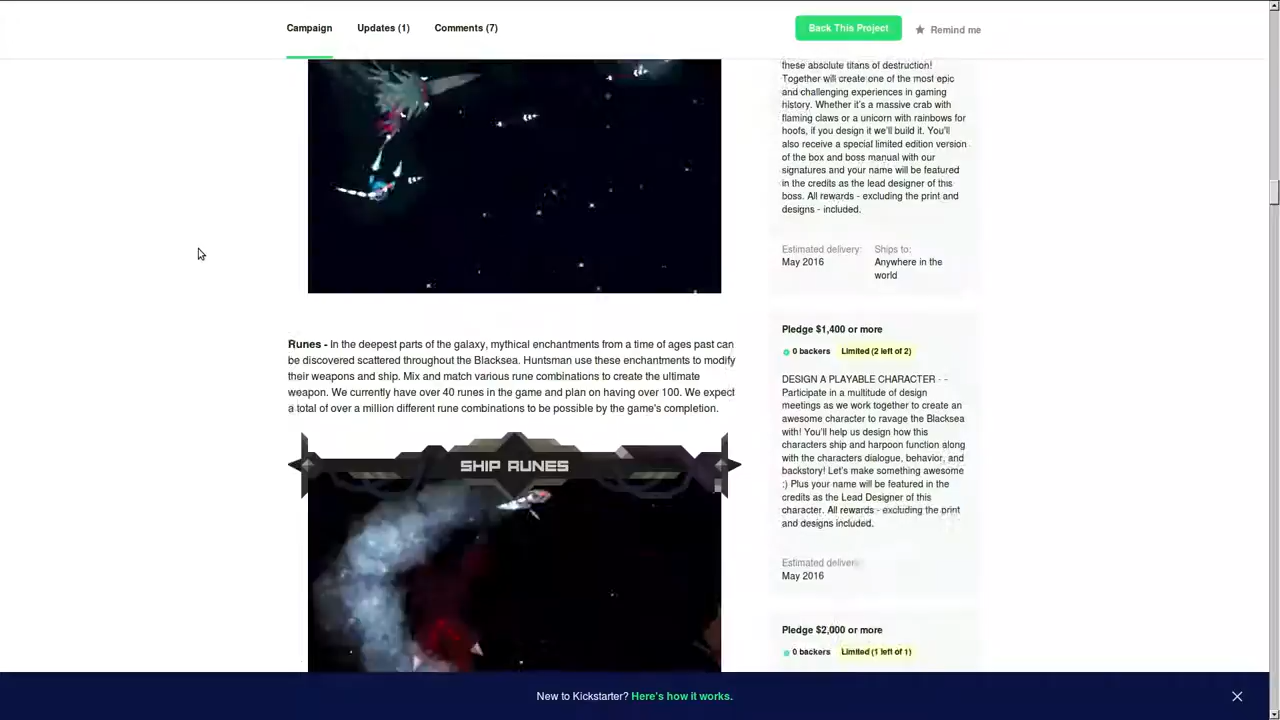 Campaign
Updates (1)
Comments (7)
Back This Project
Remind me
these absolute titans of destruction!
Together will create one of the most epic
and challenging experiences in gaming
history. Whether it's a massive crab with
flaming claws or a unicorn with rainbows for
hoofs, if you design it we'll build it. You'll
also receive a special limited edition version
of the box and boss manual with our
signatures and your name will be featured
in the credits as the lead designer of this
boss. All rewards - excluding the print and
designs - included.
Estimated delivery:
May 2016
Ships to:
Anywhere in the
world
Runes - In the deepest parts of the galaxy, mythical enchantments from a time of ages past can
be discovered scattered throughout the Blacksea. Huntsman use these enchantments to modify
their weapons and ship. Mix and match various rune combinations to create the ultimate
weapon. We currently have over 40 runes in the game and plan on having over 100. We expect
a total of over a million different rune combinations to be possible by the game's completion.
SHIP RUNES
Pledge $1,400 or more
0 backers
Limited (2 left of 2)
DESIGN A PLAYABLE CHARACTER - -
Participate in a multitude of design
meetings as we work together to create an
awesome character to ravage the Blacksea
with! You'll help us design how this
characters ship and harpoon function along
with the characters dialogue, behavior, and
backstory! Let's make something awesome
:) Plus your name will be featured in the
credits as the Lead Designer of this
character. All rewards - excluding the print
and designs included.
Estimated delivery
May 2016
Pledge $2,000 or more
0 backers
Limited (1 left of 1)
New to Kickstarter? Here's how it works.